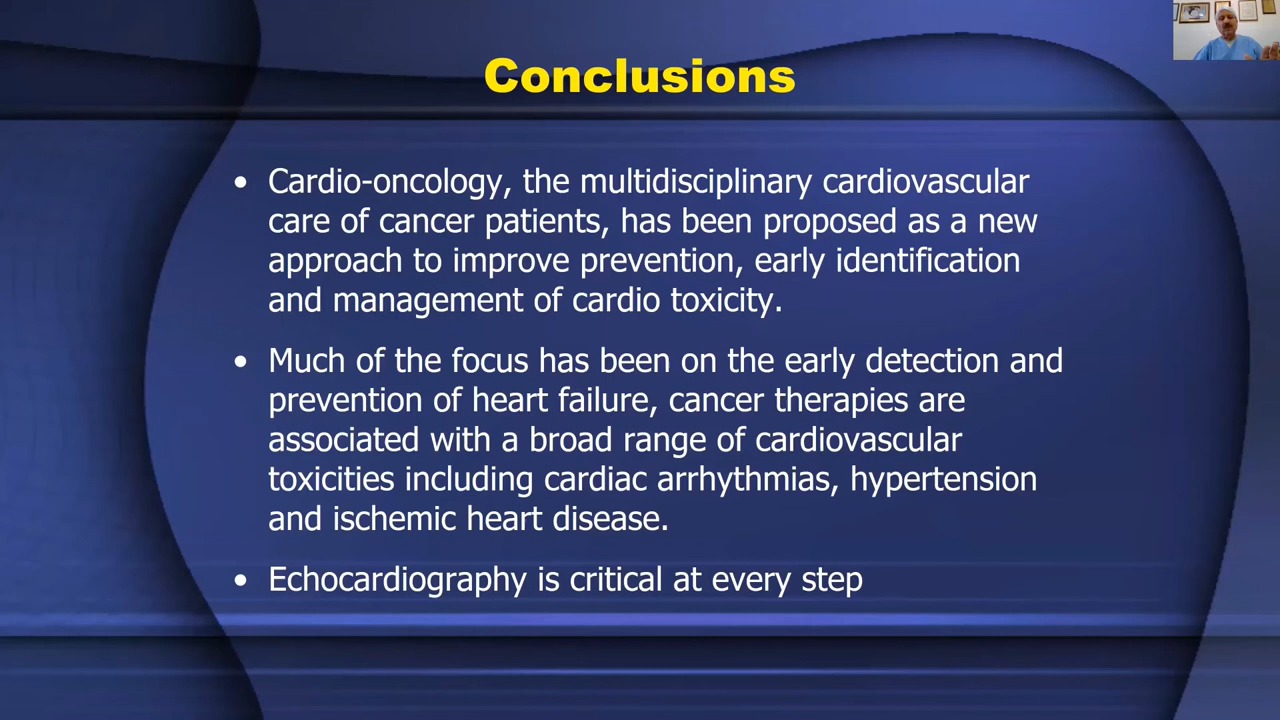 Conclusions
• Cardio-oncology, the multidisciplinary cardiovascular
care of cancer patients, has been proposed as a new
approach to improve prevention, early identification
and management of cardio toxicity.
• Much of the focus has been on the early detection and
prevention of heart failure, cancer therapies are
associated with a broad range of cardiovascular
toxicities including cardiac arrhythmias, hypertension
and ischemic heart disease.
• Echocardiography is critical at every step